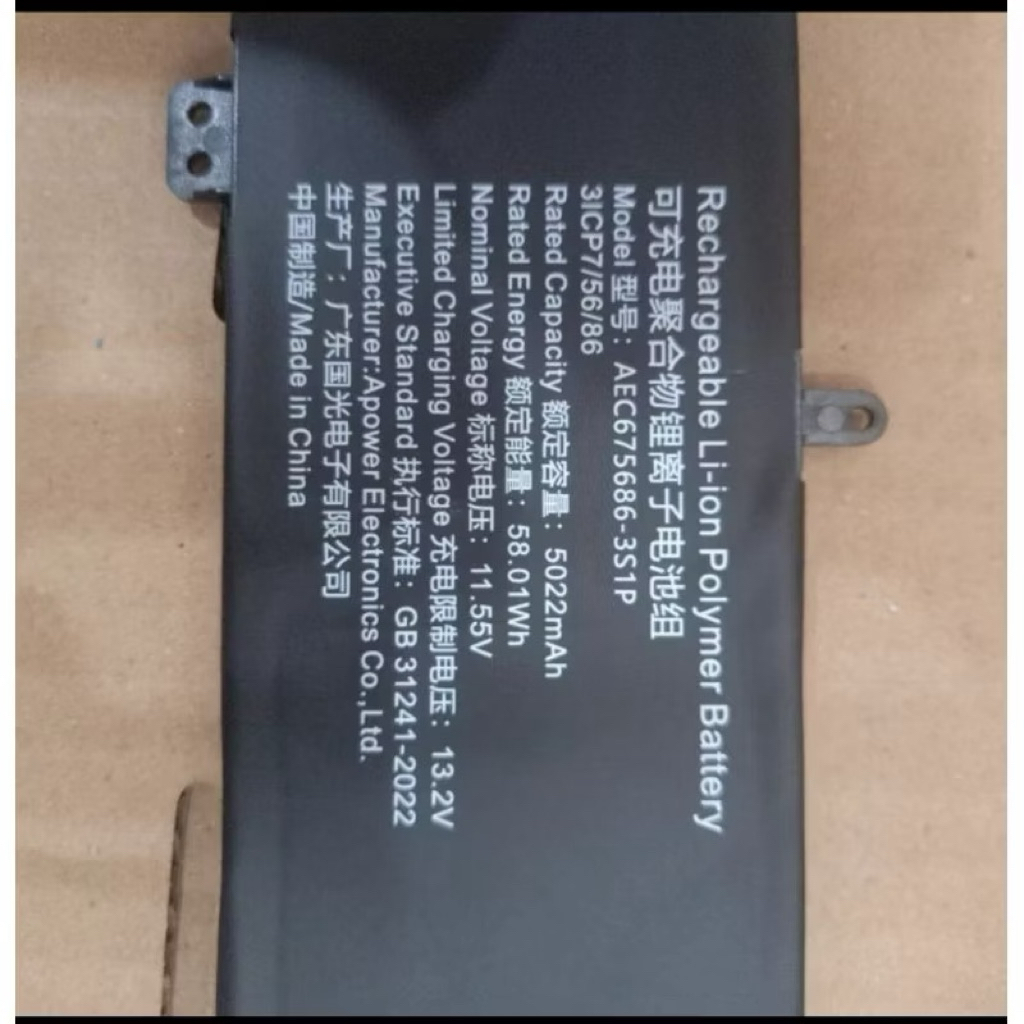 Rechargeable Li-ion Polymer Battery
可充电聚合物锂离子电池组
Model 型号：AEC675686-3S1P
3ICP7/56/86
Rated Capacity 额定容量：5022mAh
Rated Energy 额定能量：58.01Wh
Nominal Voltage 标称电压：11.55V
Limited Charging Voltage 充电限制电压：13.2V
Executive Standard 执行标准：GB 31241-2022
Manufacturer:Apower Electronics Co.,Ltd.
生产厂：广东国光电子有限公司
中国制造/Made in China